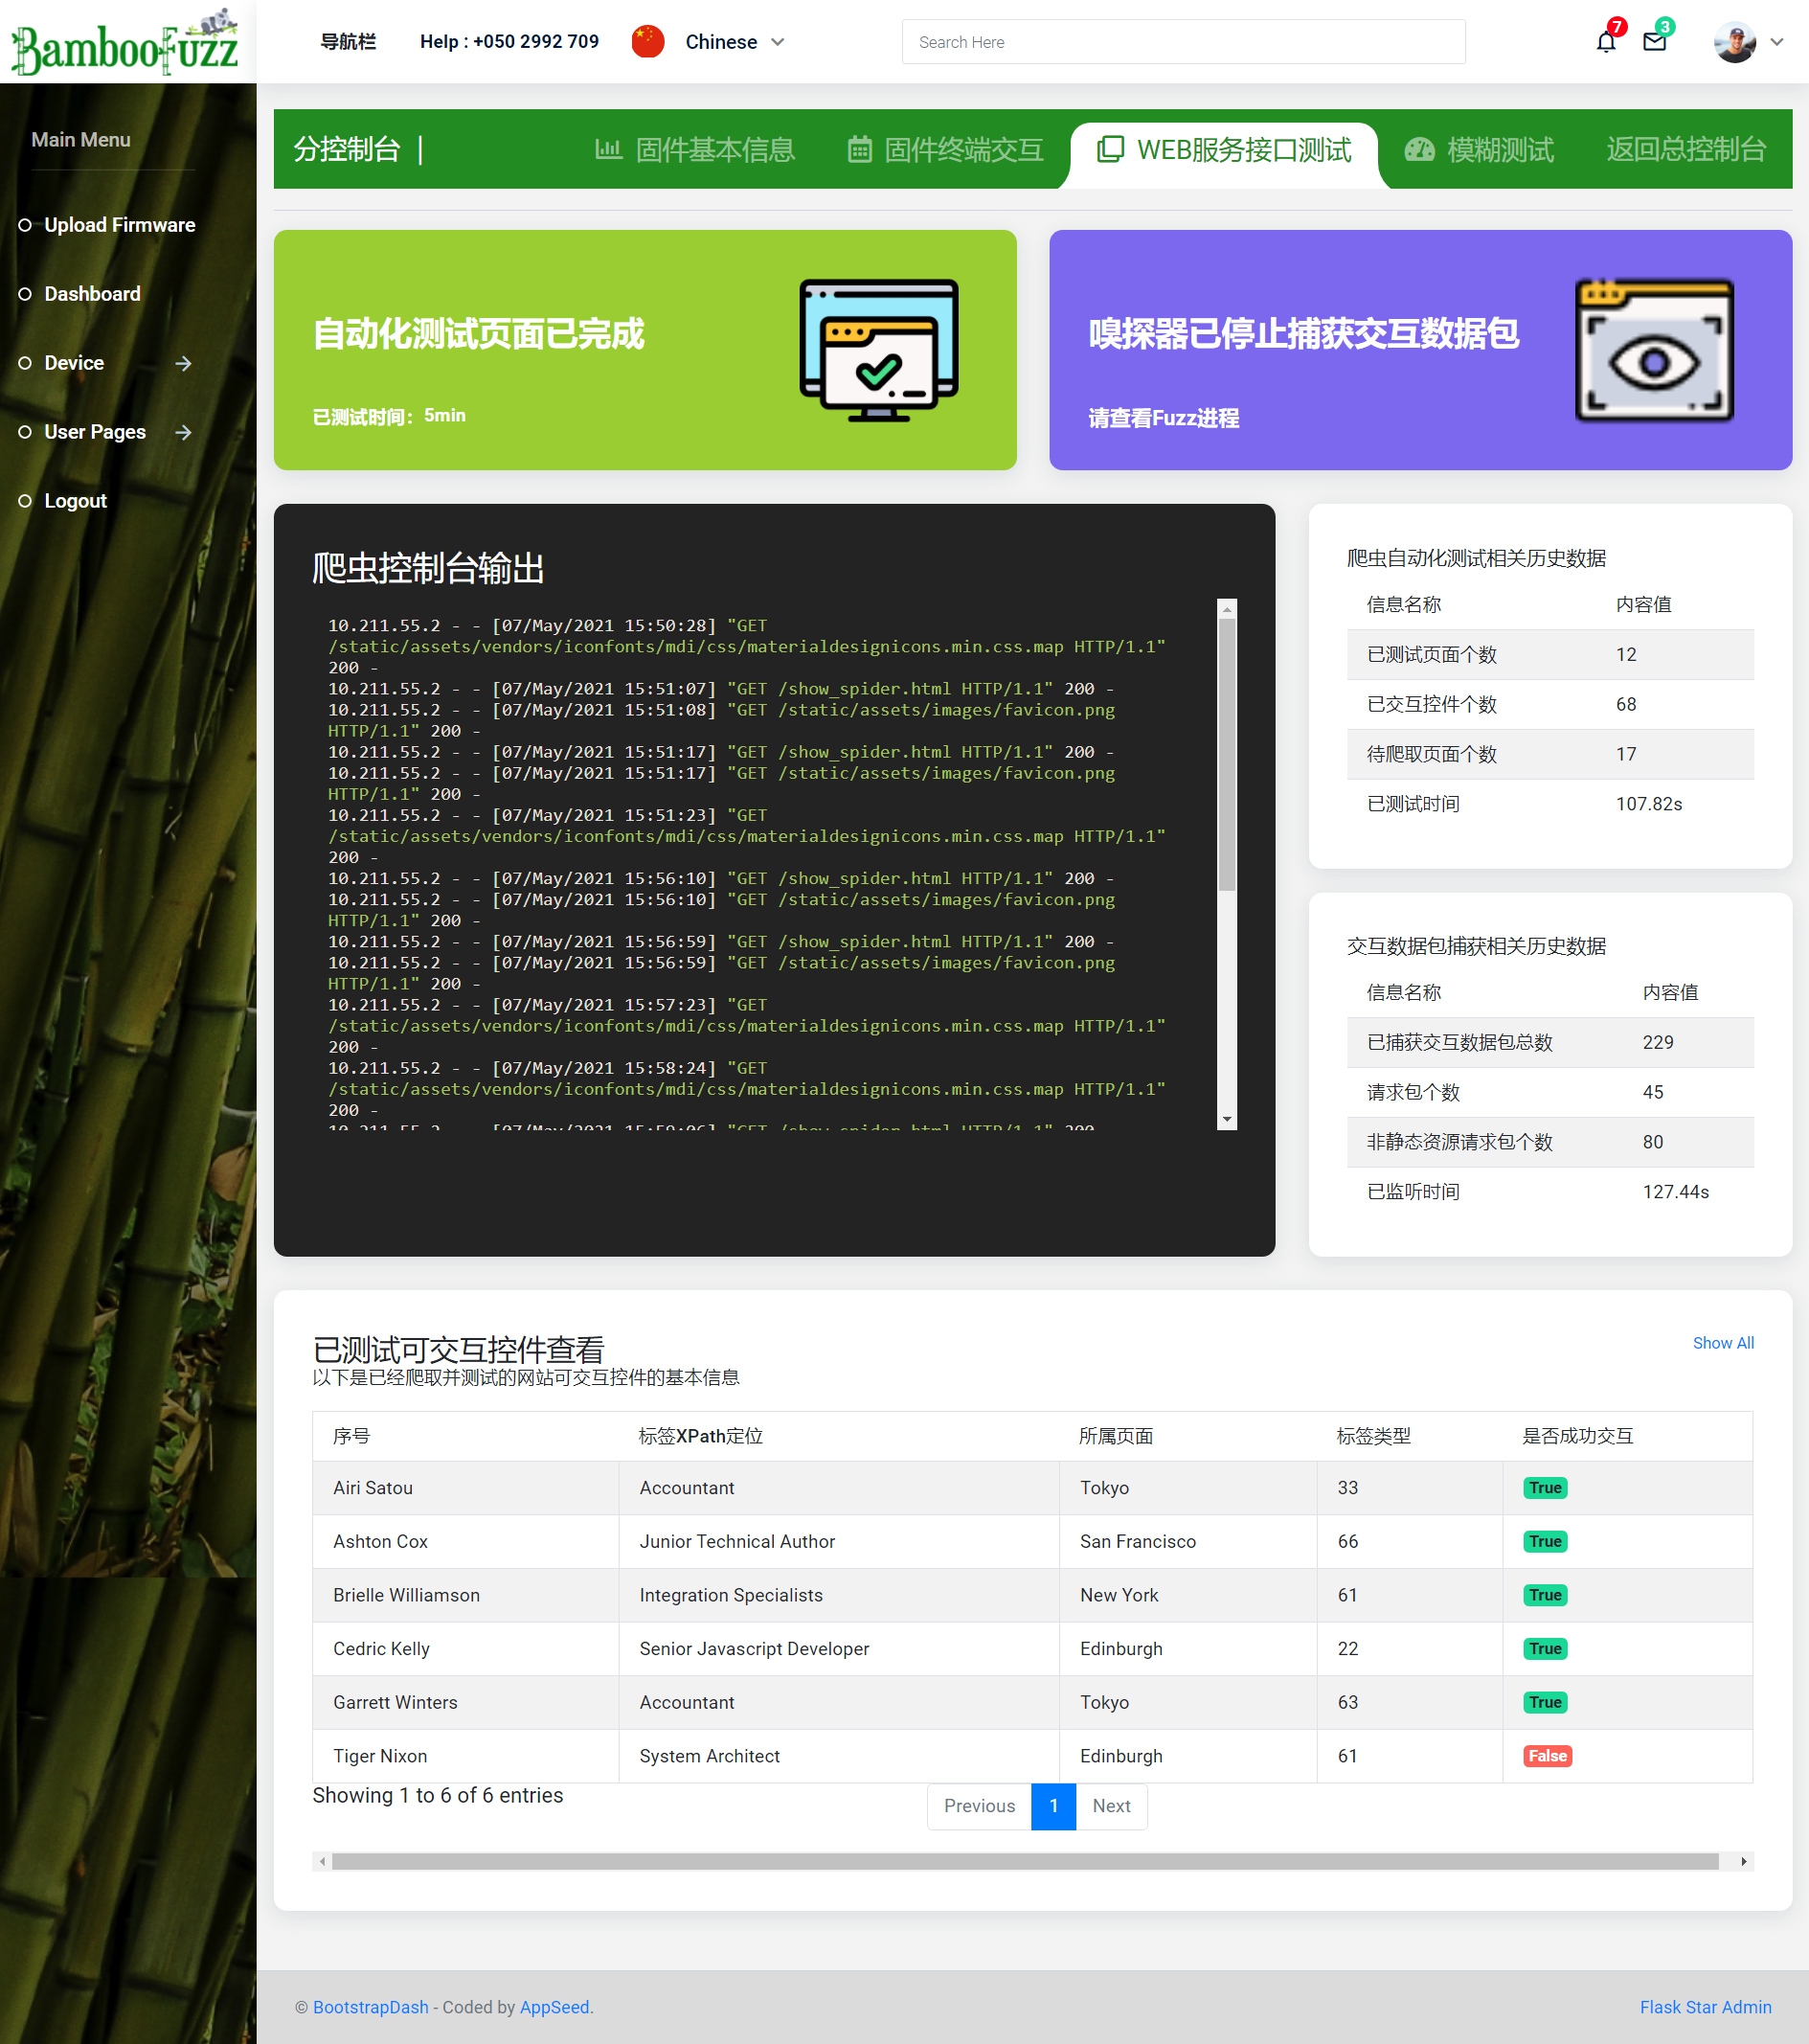 BambooFuzz
导航栏
Help : +050 2992 709
Chinese
Search Here
7
3
Main Menu
Upload Firmware
Dashboard
Device
User Pages
Logout
分控制台 |
固件基本信息
固件终端交互
WEB服务接口测试
模糊测试
返回总控制台
自动化测试页面已完成
已测试时间：5min
嗅探器已停止捕获交互数据包
请查看Fuzz进程
爬虫控制台输出
10.211.55.2 - - [07/May/2021 15:50:28] "GET
/static/assets/vendors/iconfonts/mdi/css/materialdesignicons.min.css.map HTTP/1.1"
200 -
10.211.55.2 - - [07/May/2021 15:51:07] "GET /show_spider.html HTTP/1.1" 200 -
10.211.55.2 - - [07/May/2021 15:51:08] "GET /static/assets/images/favicon.png
HTTP/1.1" 200 -
10.211.55.2 - - [07/May/2021 15:51:17] "GET /show_spider.html HTTP/1.1" 200 -
10.211.55.2 - - [07/May/2021 15:51:17] "GET /static/assets/images/favicon.png
HTTP/1.1" 200 -
10.211.55.2 - - [07/May/2021 15:51:23] "GET
/static/assets/vendors/iconfonts/mdi/css/materialdesignicons.min.css.map HTTP/1.1"
200 -
10.211.55.2 - - [07/May/2021 15:56:10] "GET /show_spider.html HTTP/1.1" 200 -
10.211.55.2 - - [07/May/2021 15:56:10] "GET /static/assets/images/favicon.png
HTTP/1.1" 200 -
10.211.55.2 - - [07/May/2021 15:56:59] "GET /show_spider.html HTTP/1.1" 200 -
10.211.55.2 - - [07/May/2021 15:56:59] "GET /static/assets/images/favicon.png
HTTP/1.1" 200 -
10.211.55.2 - - [07/May/2021 15:57:23] "GET
/static/assets/vendors/iconfonts/mdi/css/materialdesignicons.min.css.map HTTP/1.1"
200 -
10.211.55.2 - - [07/May/2021 15:58:24] "GET
/static/assets/vendors/iconfonts/mdi/css/materialdesignicons.min.css.map HTTP/1.1"
200 -
10.211.55.2 - - [07/May/2021 15:59:06] "GET /show_spider.html HTTP/1.1" 200
爬虫自动化测试相关历史数据
信息名称 内容值
已测试页面个数 12
已交互控件个数 68
待爬取页面个数 17
已测试时间 107.82s
交互数据包捕获相关历史数据
信息名称 内容值
已捕获交互数据包总数 229
请求包个数 45
非静态资源请求包个数 80
已监听时间 127.44s
已测试可交互控件查看
Show All
以下是已经爬取并测试的网站可交互控件的基本信息
序号 标签XPath定位 所属页面 标签类型 是否成功交互
Airi Satou Accountant Tokyo 33 True
Ashton Cox Junior Technical Author San Francisco 66 True
Brielle Williamson Integration Specialists New York 61 True
Cedric Kelly Senior Javascript Developer Edinburgh 22 True
Garrett Winters Accountant Tokyo 63 True
Tiger Nixon System Architect Edinburgh 61 False
Showing 1 to 6 of 6 entries
Previous 1 Next
© BootstrapDash - Coded by AppSeed.
Flask Star Admin